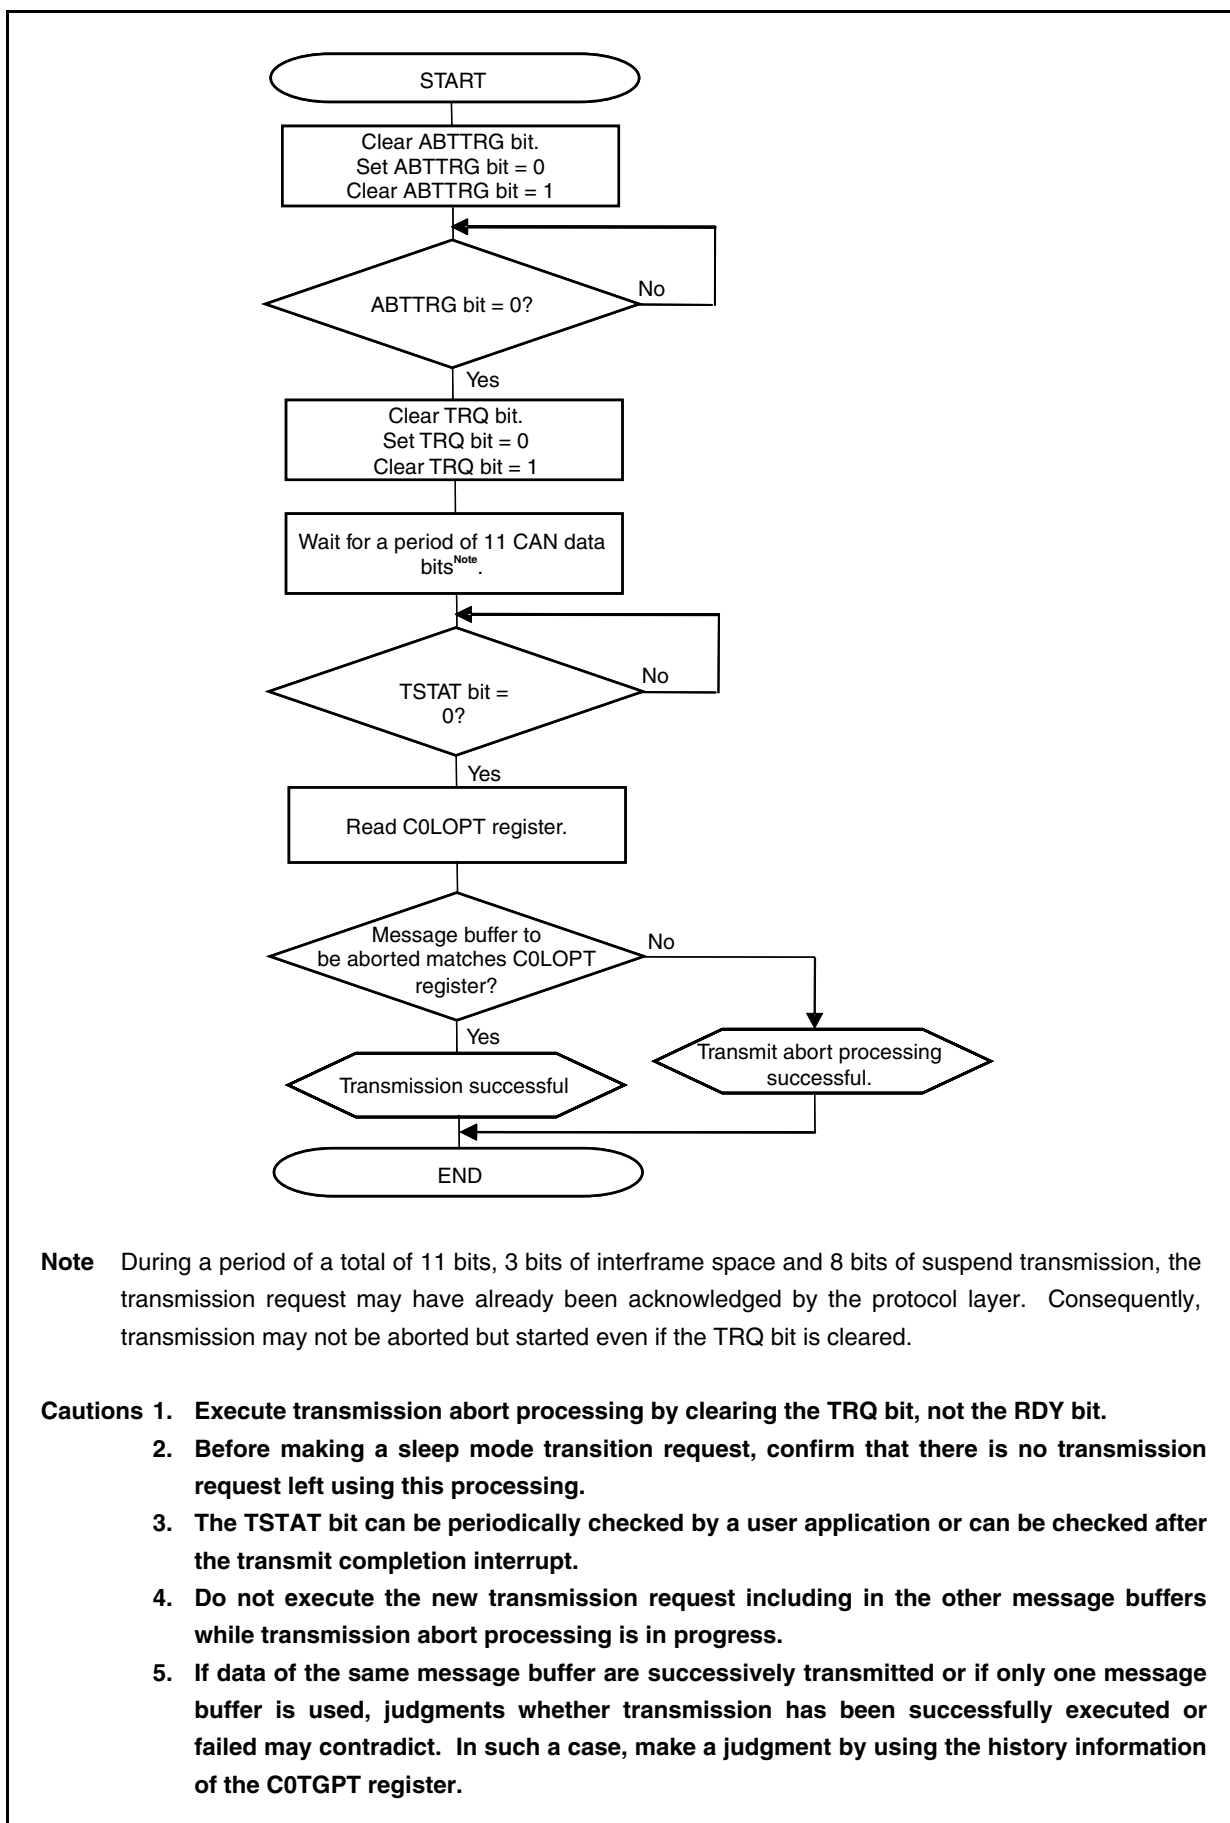 START
Clear ABTTRG bit.
Set ABTTRG bit = 0
Clear ABTTRG bit = 1
ABTTRG bit = 0?
No
Yes
Clear TRQ bit.
Set TRQ bit = 0
Clear TRQ bit = 1
Wait for a period of 11 CAN data
bitsNote.
TSTAT bit =
0?
No
Yes
Read C0LOPT register.
Message buffer to
be aborted matches C0LOPT
register?
No
Yes
Transmit abort processing
successful.
Transmission successful
END
Note During a period of a total of 11 bits, 3 bits of interframe space and 8 bits of suspend transmission, the
transmission request may have already been acknowledged by the protocol layer. Consequently,
transmission may not be aborted but started even if the TRQ bit is cleared.
Cautions 1. Execute transmission abort processing by clearing the TRQ bit, not the RDY bit.
2. Before making a sleep mode transition request, confirm that there is no transmission
request left using this processing.
3. The TSTAT bit can be periodically checked by a user application or can be checked after
the transmit completion interrupt.
4. Do not execute the new transmission request including in the other message buffers
while transmission abort processing is in progress.
5. If data of the same message buffer are successively transmitted or if only one message
buffer is used, judgments whether transmission has been successfully executed or
failed may contradict. In such a case, make a judgment by using the history information
of the C0TGPT register.